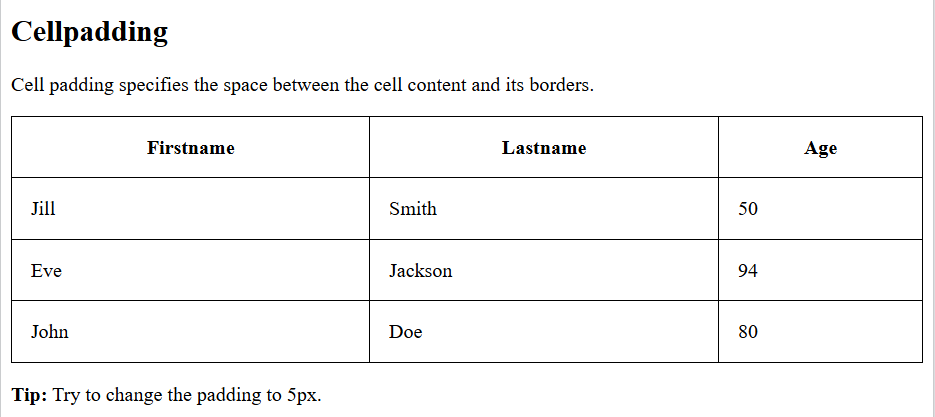 Cellpadding
Cell padding specifies the space between the cell content and its borders.
Firstname Lastname Age
Jill Smith 50
Eve Jackson 94
John Doe 80
Tip: Try to change the padding to 5px.